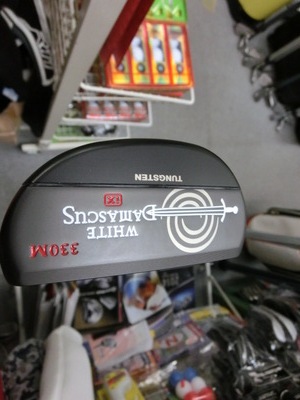 TUNGSTEN
WHITE
DAMASCUS
330M